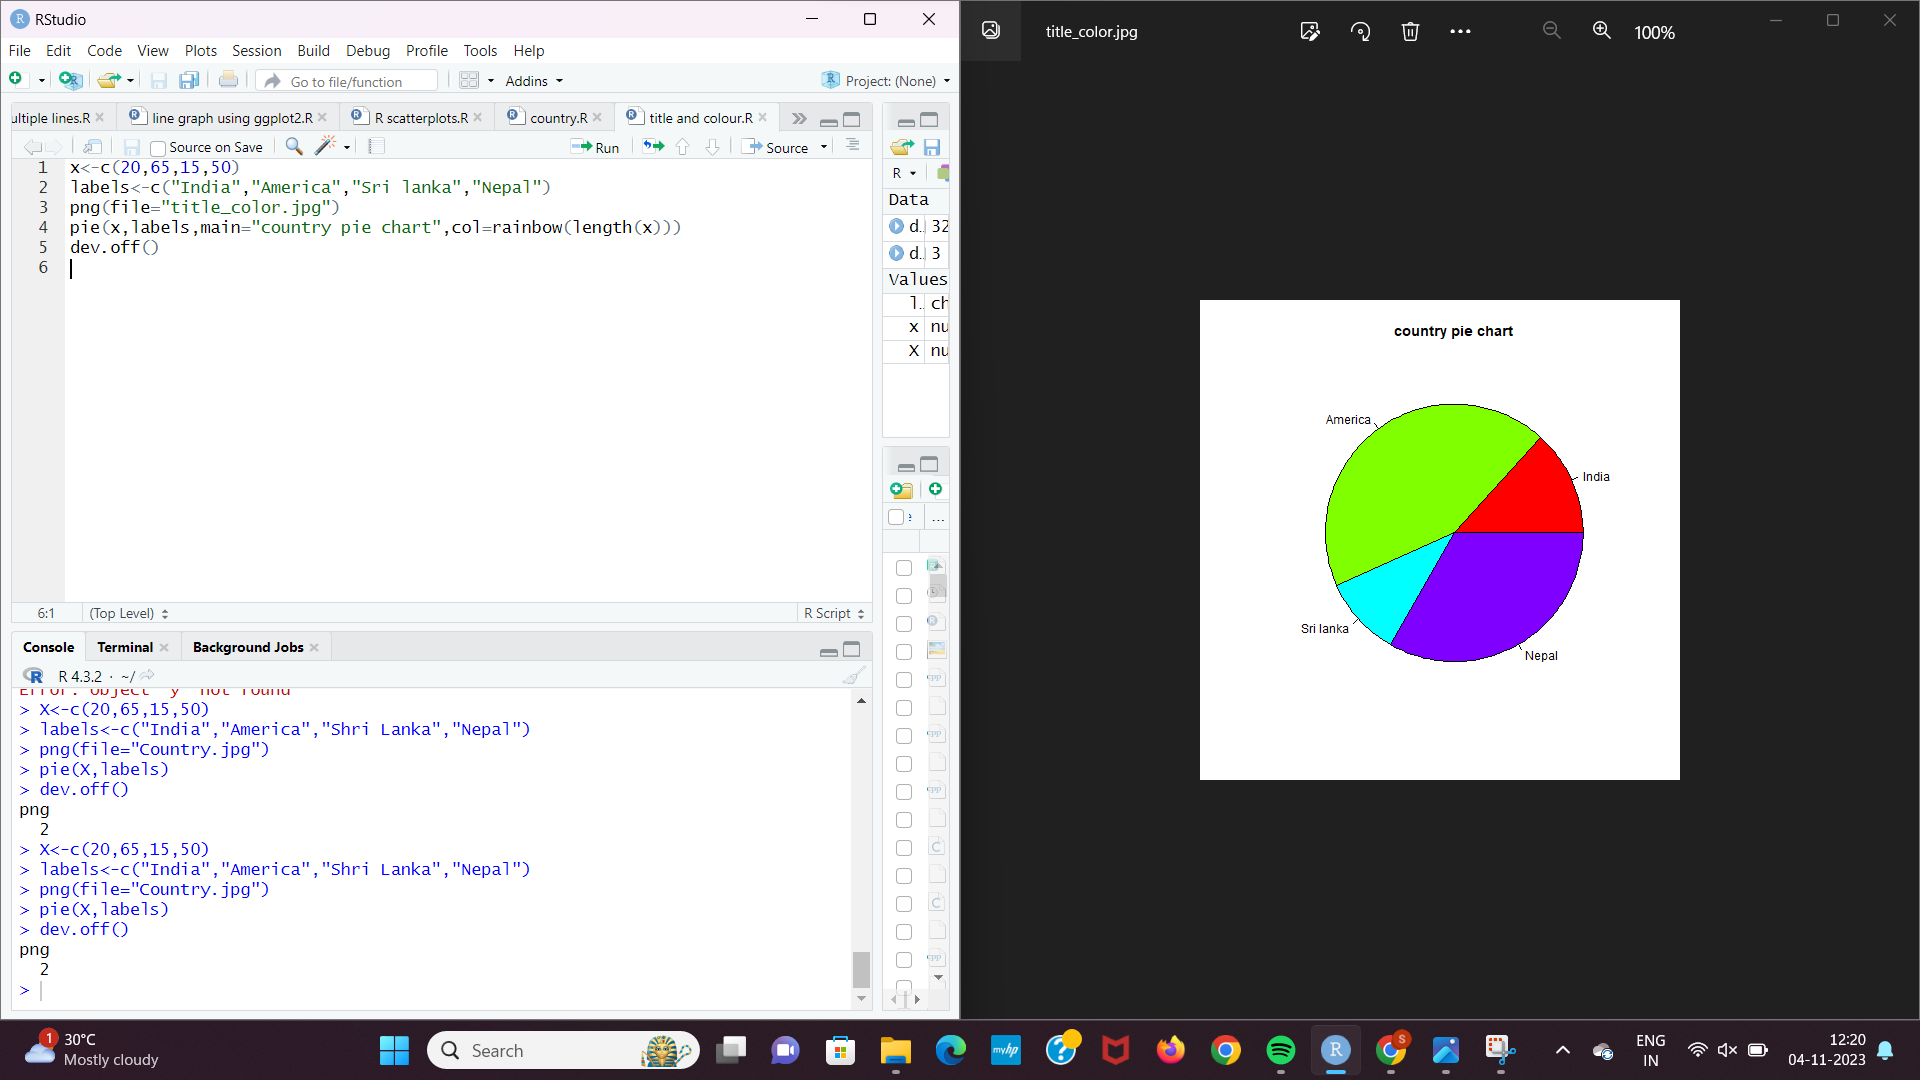 RStudio
File Edit Code View Plots Session Build Debug Profile Tools Help
Go to file/function Addins Project: (None)
ultiple lines.R line graph using ggplot2.R R scatterplots.R country.R title and colour.R
Source on Save Run Source
1 x<-c(20,65,15,50)
2 labels<-c("India","America","Sri lanka","Nepal")
3 png(file="title_color.jpg")
4 pie(x,labels,main="country pie chart",col=rainbow(length(x)))
5 dev.off()
6
6:1 (Top Level) R Script
Console Terminal Background Jobs
R 4.3.2 · ~/
Error: object 'y' not found
> X<-c(20,65,15,50)
> labels<-c("India","America","Shri Lanka","Nepal")
> png(file="Country.jpg")
> pie(X,labels)
> dev.off()
png
2
> X<-c(20,65,15,50)
> labels<-c("India","America","Shri Lanka","Nepal")
> png(file="Country.jpg")
> pie(X,labels)
> dev.off()
png
2
>
R
Data
d.. 32
d.. 3
Values
l.. ch
x nu
X nu
title_color.jpg 100%
country pie chart
America
India
Sri lanka
Nepal
1 30°C
Mostly cloudy
Search
myhp
S
ENG
IN
12:20
04-11-2023